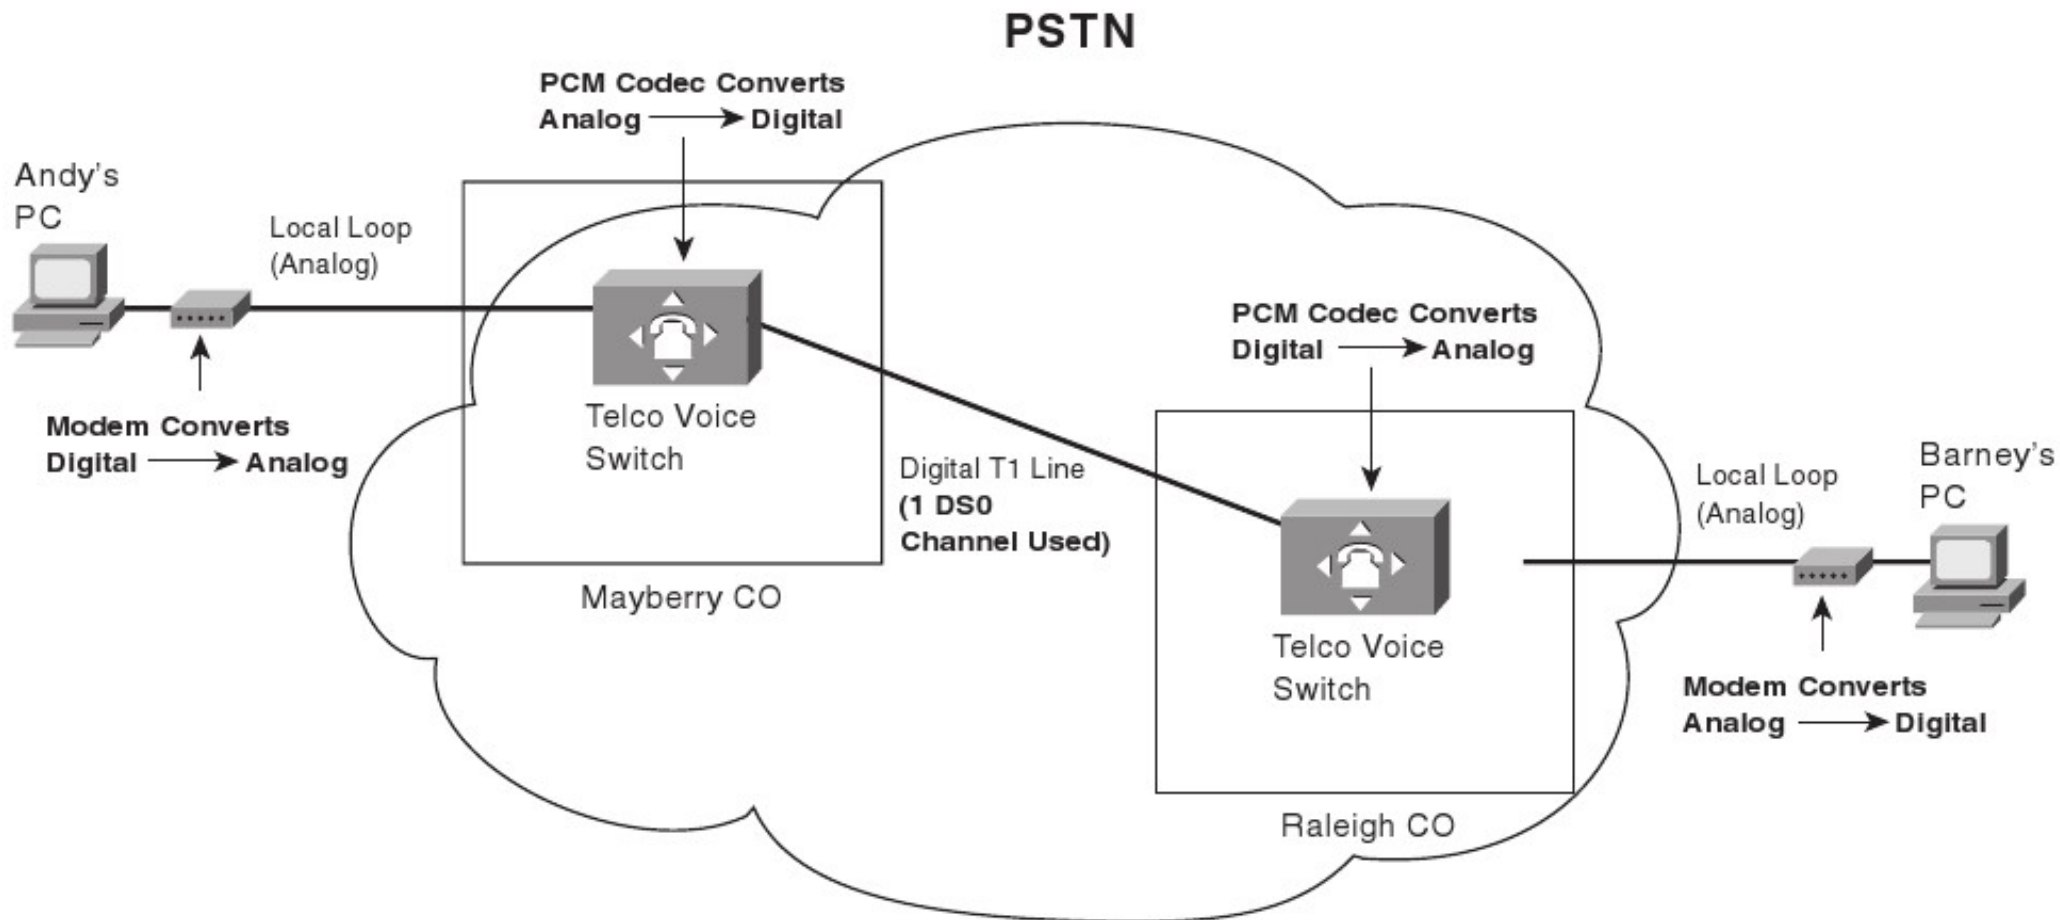 PSTN
PCM Codec Converts
Analog → Digital
Andy's
PC
Local Loop
(Analog)
Modem Converts
Digital → Analog
Telco Voice
Switch
Mayberry CO
Digital T1 Line
(1 DS0
Channel Used)
PCM Codec Converts
Digital → Analog
Telco Voice
Switch
Raleigh CO
Local Loop
(Analog)
Barney's
PC
Modem Converts
Analog → Digital